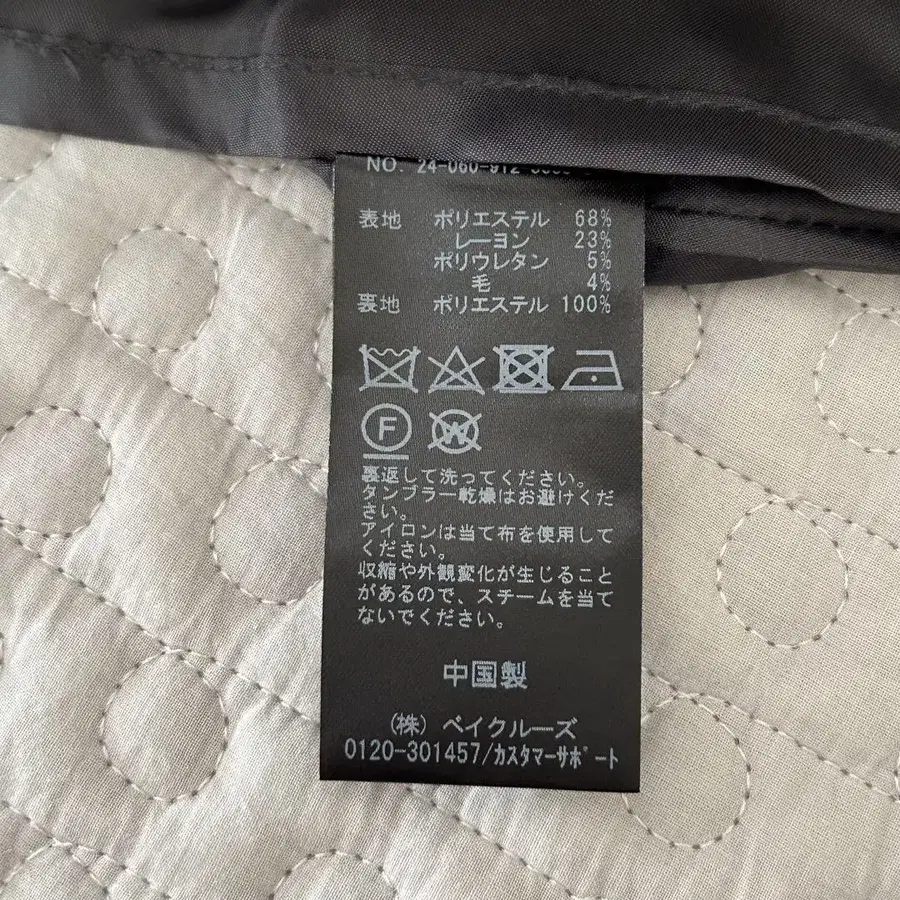 NO. 24-060-912
表地 ポリエステル 68%
レーヨン 23%
ポリウレタン 5%
毛 4%
裏地 ポリエステル 100%
F W
裏返して洗ってください。
タンブラー乾燥はお避けくだ
さい。
アイロンは当て布を使用して
ください。
収縮や外観変化が生じること
があるので、スチームを当て
ないでください。
中国製
(株) ベイクルーズ
0120-301457/カスタマーサポート